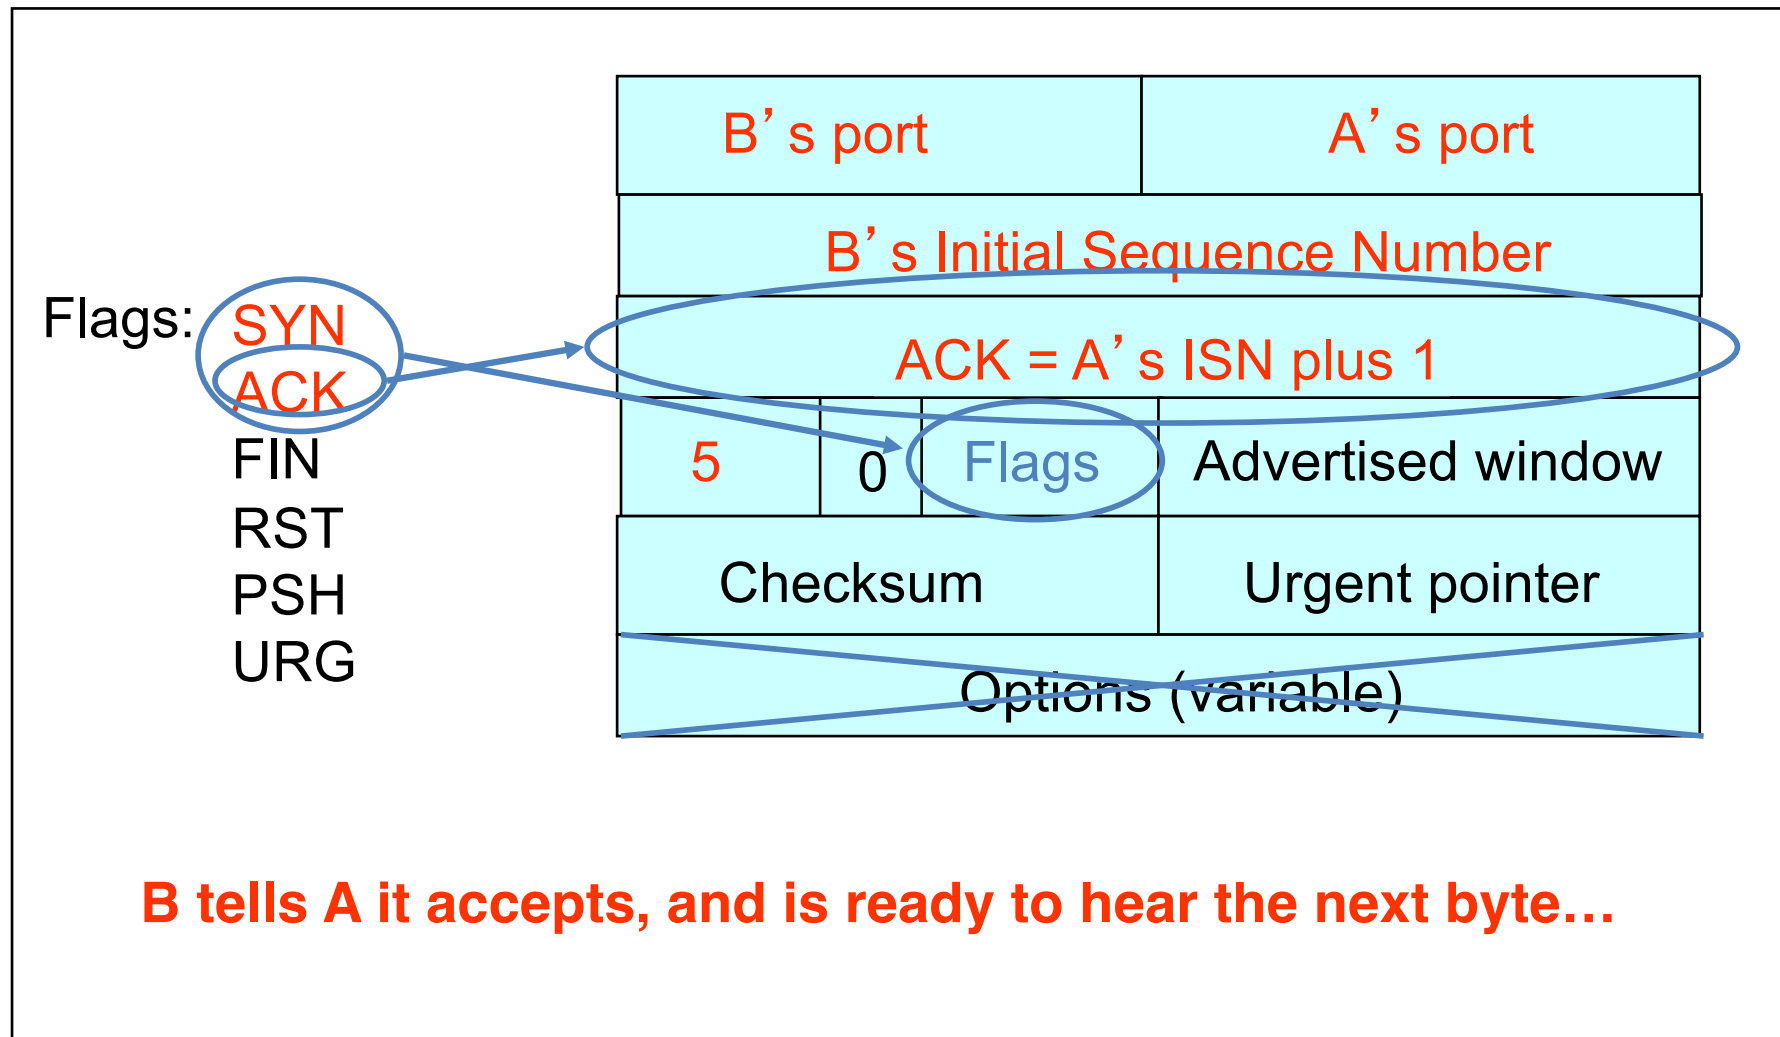 B’s port A’s port
B’s Initial Sequence Number
Flags: SYN
ACK
FIN
RST
PSH
URG
ACK = A’s ISN plus 1
5 0 Flags Advertised window
Checksum Urgent pointer
Options (variable)
B tells A it accepts, and is ready to hear the next byte…